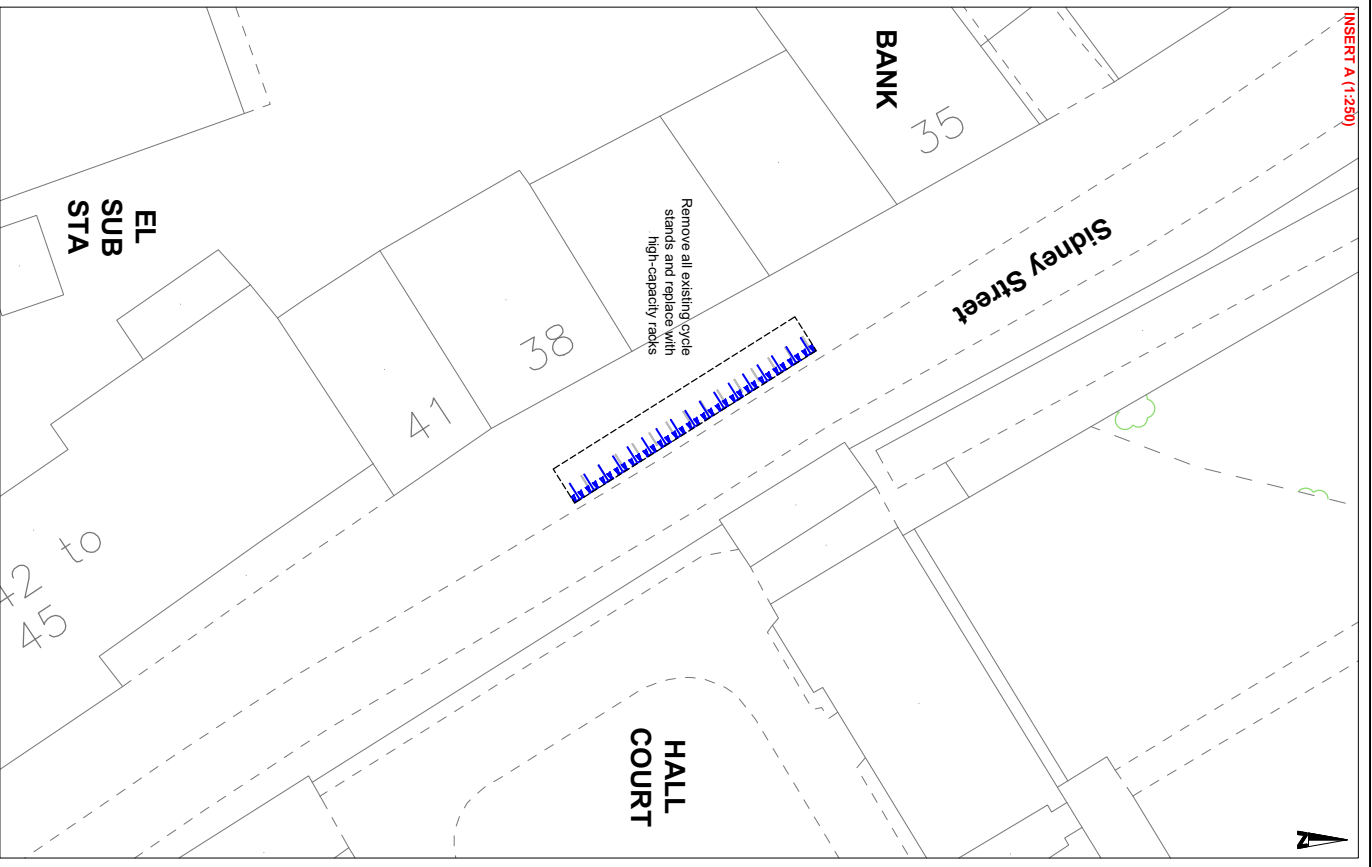 INSERT A (1:250)
BANK
35
Sidney Street
Remove all existing cycle
stands and replace with
high-capacity racks
38
41
EL
SUB
STA
42 to
45
HALL
COURT
N